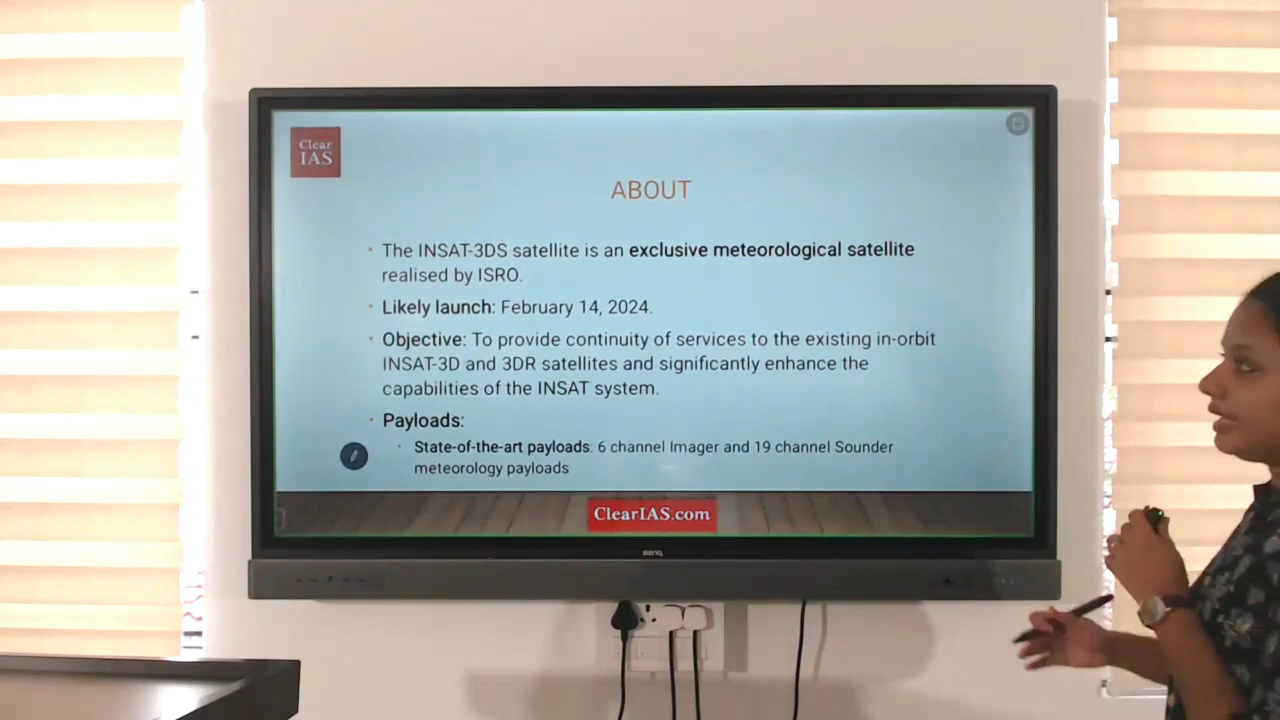 Clear
IAS
ABOUT
• The INSAT-3DS satellite is an exclusive meteorological satellite
realised by ISRO.
• Likely launch: February 14, 2024.
• Objective: To provide continuity of services to the existing in-orbit
INSAT-3D and 3DR satellites and significantly enhance the
capabilities of the INSAT system.
• Payloads:
• State-of-the-art payloads: 6 channel Imager and 19 channel Sounder
meteorology payloads
ClearIAS.com
BenQ